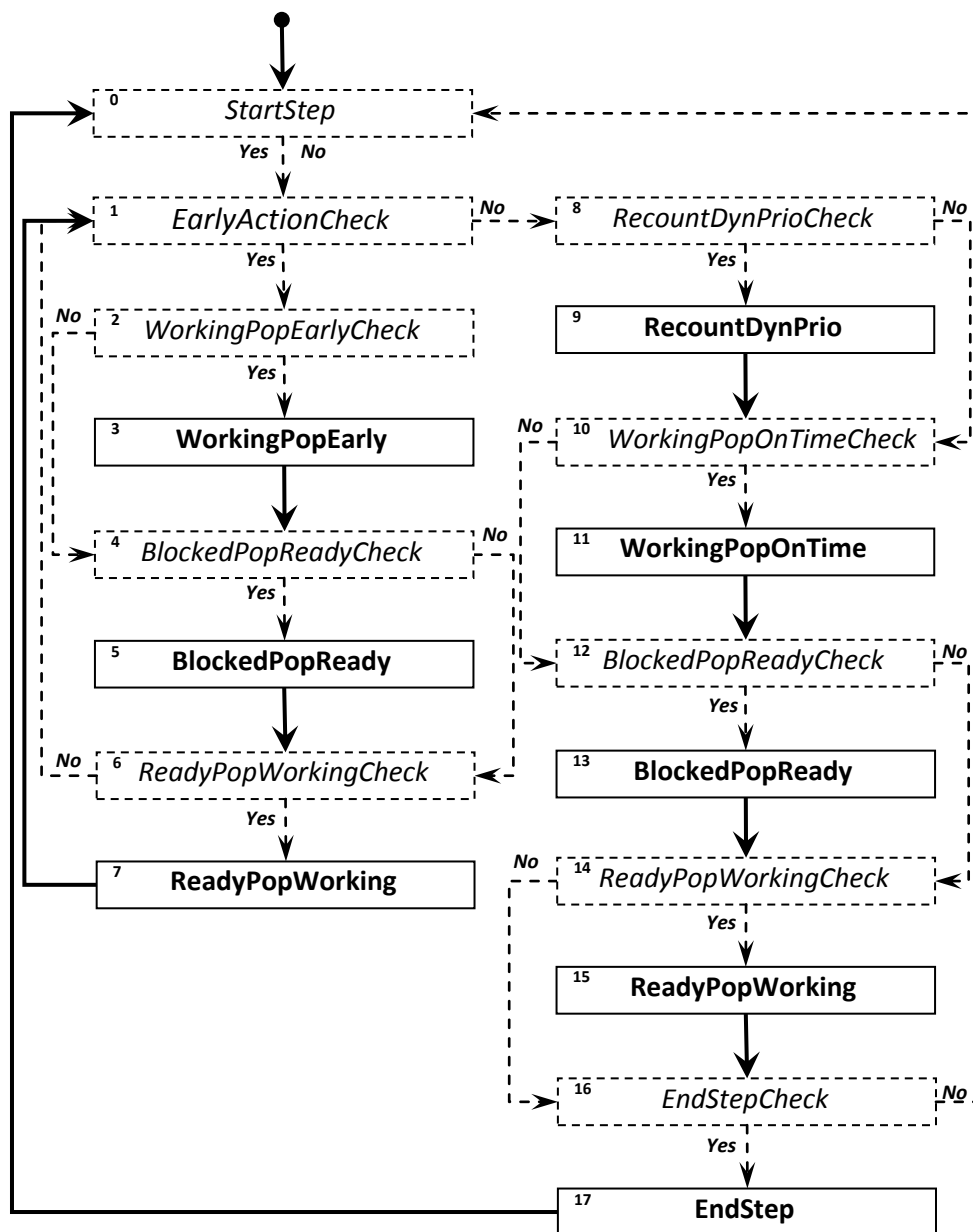 0 StartStep
Yes No
1 EarlyActionCheck No
Yes
2 WorkingPopEarlyCheck
No
Yes
3 WorkingPopEarly
4 BlockedPopReadyCheck No
Yes
5 BlockedPopReady
6 ReadyPopWorkingCheck
No
Yes
7 ReadyPopWorking
8 RecountDynPrioCheck No
Yes
9 RecountDynPrio
10 WorkingPopOnTimeCheck
No
Yes
11 WorkingPopOnTime
12 BlockedPopReadyCheck No
Yes
13 BlockedPopReady
14 ReadyPopWorkingCheck
No
Yes
15 ReadyPopWorking
16 EndStepCheck No
Yes
17 EndStep